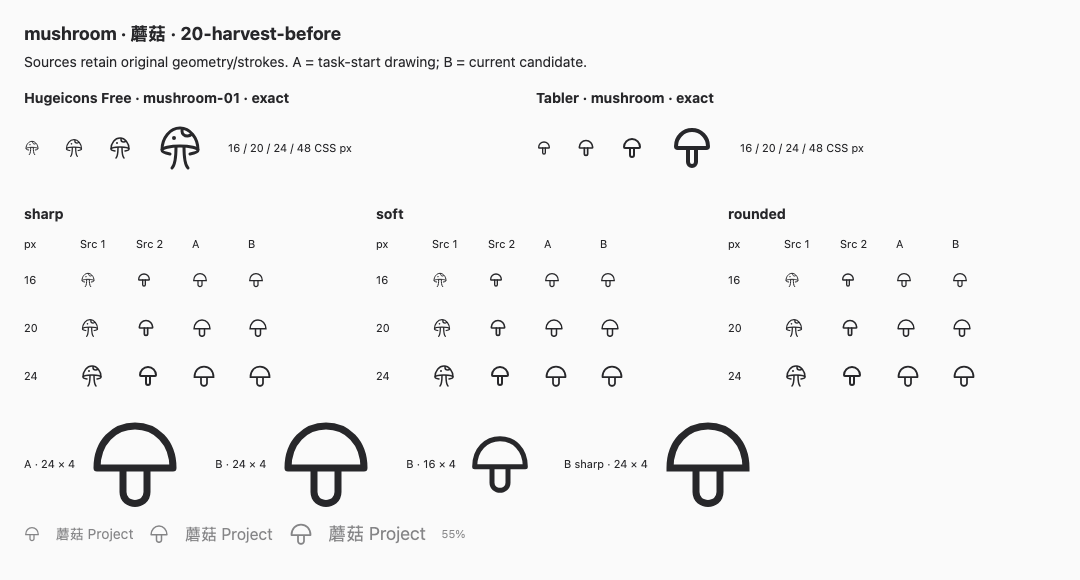 mushroom · 蘑菇 · 20-harvest-before
Sources retain original geometry/strokes. A = task-start drawing; B = current candidate.
Hugeicons Free · mushroom-01 · exact
16 / 20 / 24 / 48 CSS px
Tabler · mushroom · exact
16 / 20 / 24 / 48 CSS px
sharp
px Src 1 Src 2 A B
16
20
24
soft
px Src 1 Src 2 A B
16
20
24
rounded
px Src 1 Src 2 A B
16
20
24
A · 24 × 4
B · 24 × 4
B · 16 × 4
B sharp · 24 × 4
蘑菇 Project 蘑菇 Project 蘑菇 Project 55%